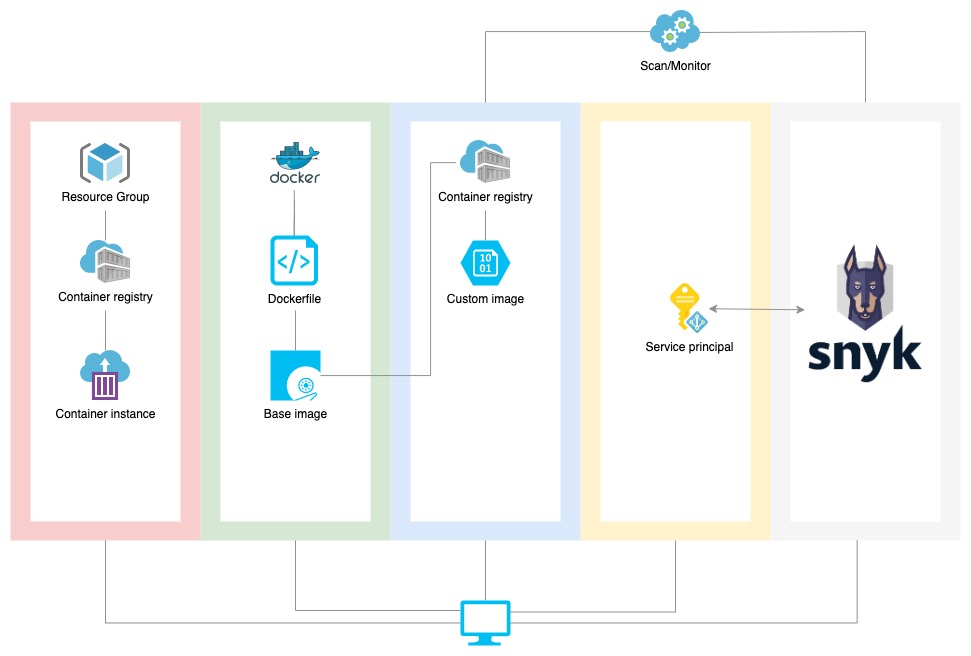 Scan/Monitor
Resource Group
Container registry
Container instance
docker
Dockerfile
Base image
Container registry
10
01
Custom image
Service principal
snyk